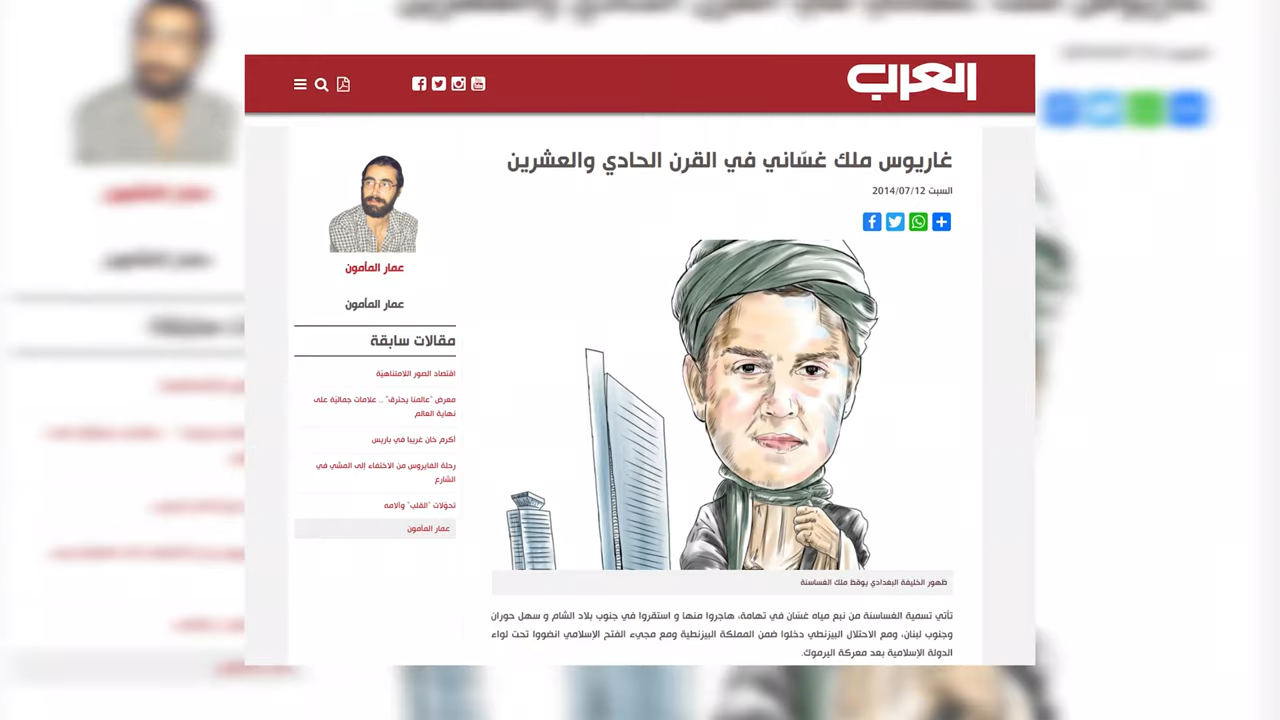 العرب
غاريوس ملك غسّاني في القرن الحادي والعشرين
السبت 2014/07/12
ظهور الخليفة البغدادي يوقظ ملك الغساسنة
تأتي تسمية الغساسنة من نبع مياه غسّان في تهامة، هاجروا منها و استقروا في جنوب بلاد الشام و سهل حوران
وجنوب لبنان، ومع الاحتلال البيزنطي دخلوا ضمن المملكة البيزنطية ومع مجيء الفتح الإسلامي انضووا تحت لواء
الدولة الإسلامية بعد معركة اليرموك.
عمار المأمون
عمار المأمون
مقالات سابقة
اقتصاد الصور اللامتناهيّة
معرض "عالمنا يحترق" .. علامات جماليّة على
نهاية العالم
أكرم خان غريبا في باريس
رحلة الفايروس من الاختفاء إلى المشي في
الشارع
تحوّلات "القلب" وآلامه
عمار المأمون